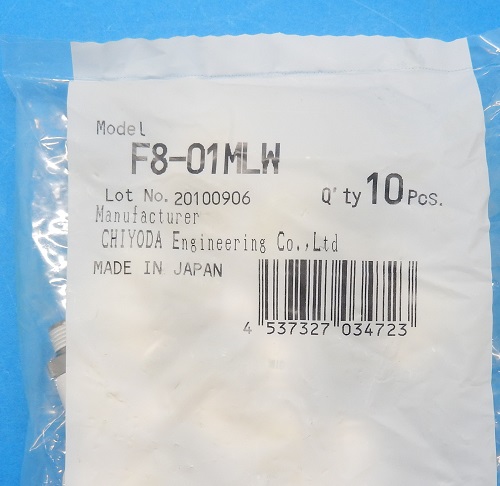 Model
F8-01MLW
Lot No. 20100906 Q'ty 10 Pcs.
Manufacturer
CHIYODA Engineering Co.,Ltd
MADE IN JAPAN
4 537327 034723